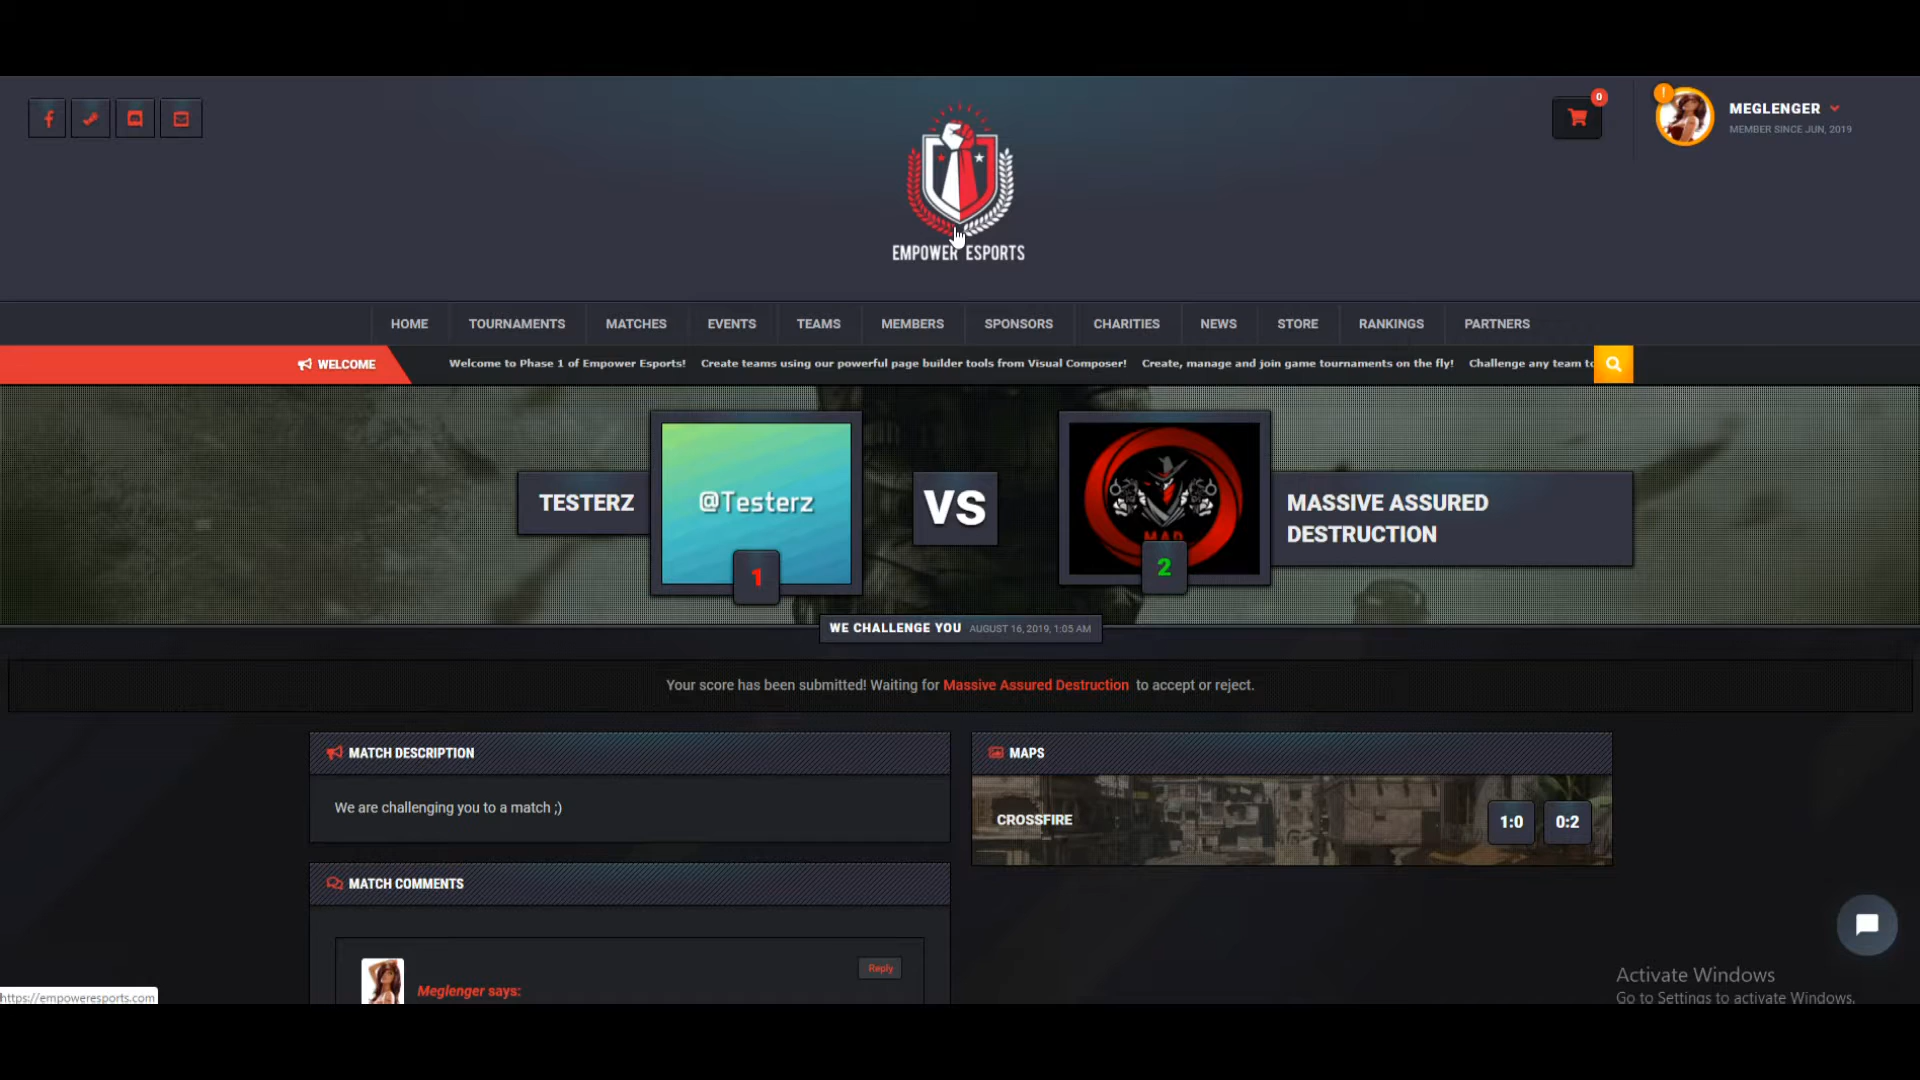 0
!
MEGLENGER
MEMBER SINCE JUN, 2019
EMPOWER ESPORTS
HOME
TOURNAMENTS
MATCHES
EVENTS
TEAMS
MEMBERS
SPONSORS
CHARITIES
NEWS
STORE
RANKINGS
PARTNERS
WELCOME
Welcome to Phase 1 of Empower Esports! Create teams using our powerful page builder tools from Visual Composer! Create, manage and join game tournaments on the fly! Challenge any team to
TESTERZ
@Testerz
1
VS
MAD
2
MASSIVE ASSURED
DESTRUCTION
WE CHALLENGE YOU AUGUST 16, 2019, 1:05 AM
Your score has been submitted! Waiting for Massive Assured Destruction to accept or reject.
MATCH DESCRIPTION
We are challenging you to a match ;)
MAPS
CROSSFIRE
1:0
0:2
MATCH COMMENTS
Reply
Meglenger says:
https://empoweresports.com
Activate Windows
Go to Settings to activate Windows.